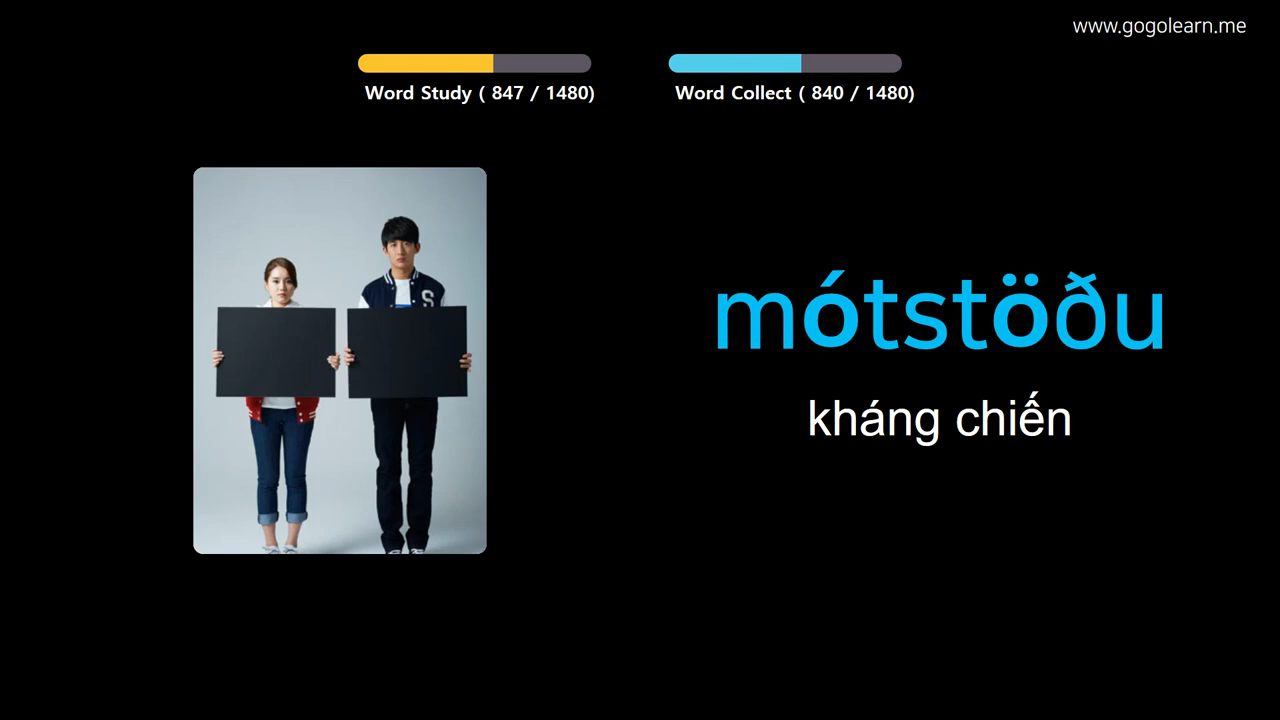 www.gogolearn.me
Word Study ( 847 / 1480)
Word Collect ( 840 / 1480)
S
mótstöðu
kháng chiến